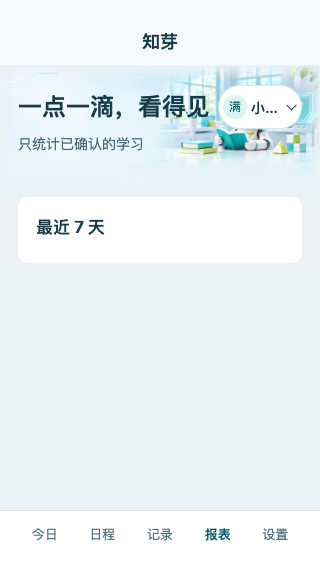 知芽
一点一滴，看得见
满 小...
只统计已确认的学习
最近 7 天
今日 日程 记录 报表 设置